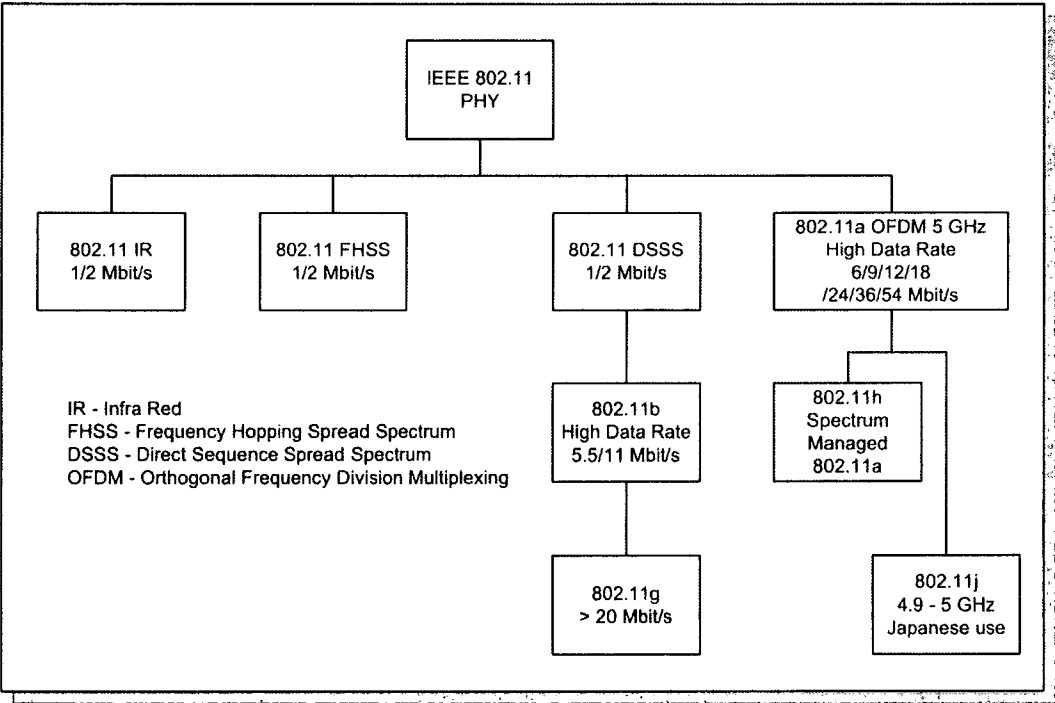 IEEE 802.11
PHY
802.11 IR
1/2 Mbit/s
802.11 FHSS
1/2 Mbit/s
802.11 DSSS
1/2 Mbit/s
802.11a OFDM 5 GHz
High Data Rate
6/9/12/18
/24/36/54 Mbit/s
IR - Infra Red
FHSS - Frequency Hopping Spread Spectrum
DSSS - Direct Sequence Spread Spectrum
OFDM - Orthogonal Frequency Division Multiplexing
802.11b
High Data Rate
5.5/11 Mbit/s
802.11h
Spectrum
Managed
802.11a
802.11g
> 20 Mbit/s
802.11j
4.9 - 5 GHz
Japanese use